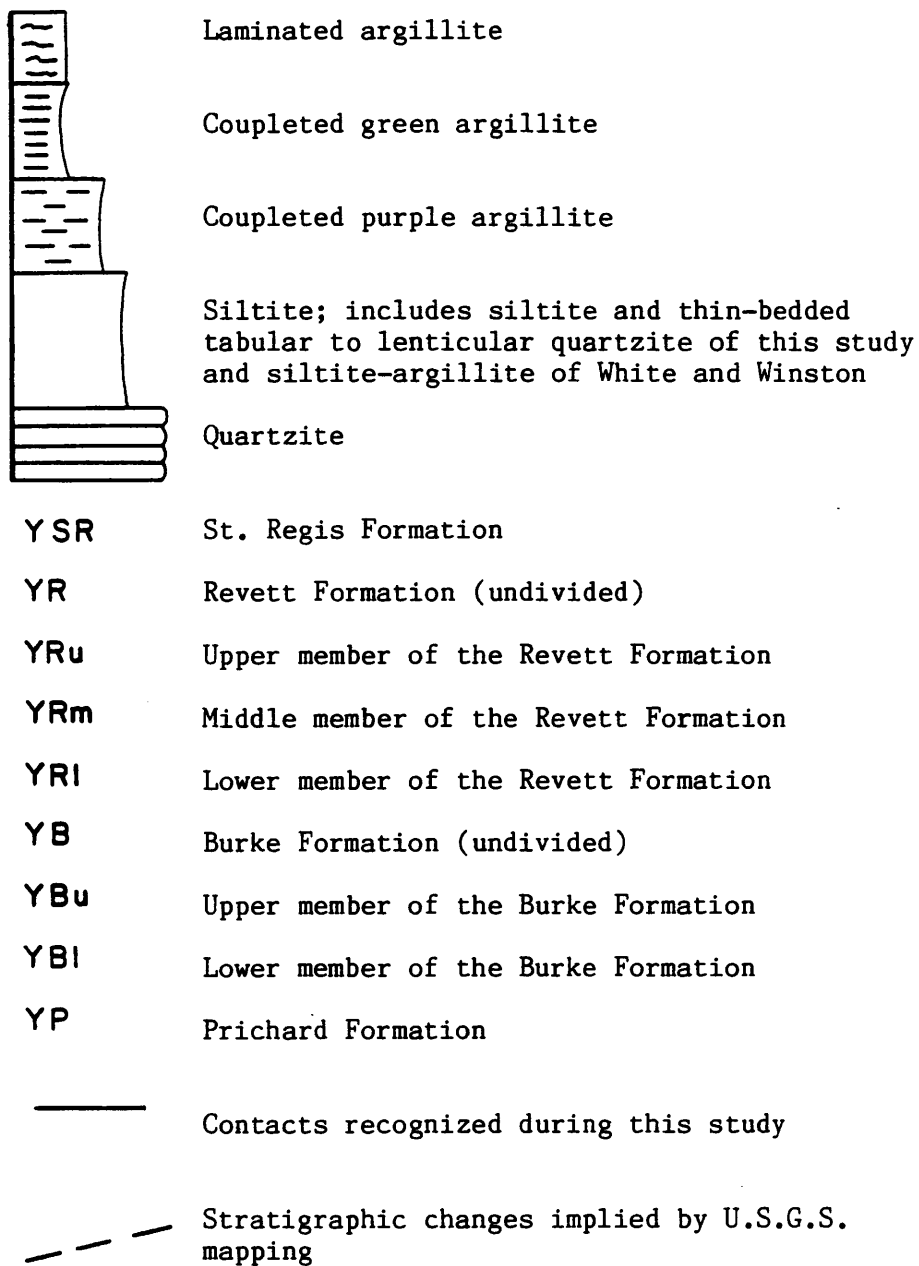 Laminated argillite
Coupleted green argillite
Coupleted purple argillite
Siltite; includes siltite and thin-bedded
tabular to lenticular quartzite of this study
and siltite-argillite of White and Winston
Quartzite
YSR St. Regis Formation
YR Revett Formation (undivided)
YRu Upper member of the Revett Formation
YRm Middle member of the Revett Formation
YRl Lower member of the Revett Formation
YB Burke Formation (undivided)
YBu Upper member of the Burke Formation
YBl Lower member of the Burke Formation
YP Prichard Formation
Contacts recognized during this study
Stratigraphic changes implied by U.S.G.S.
mapping